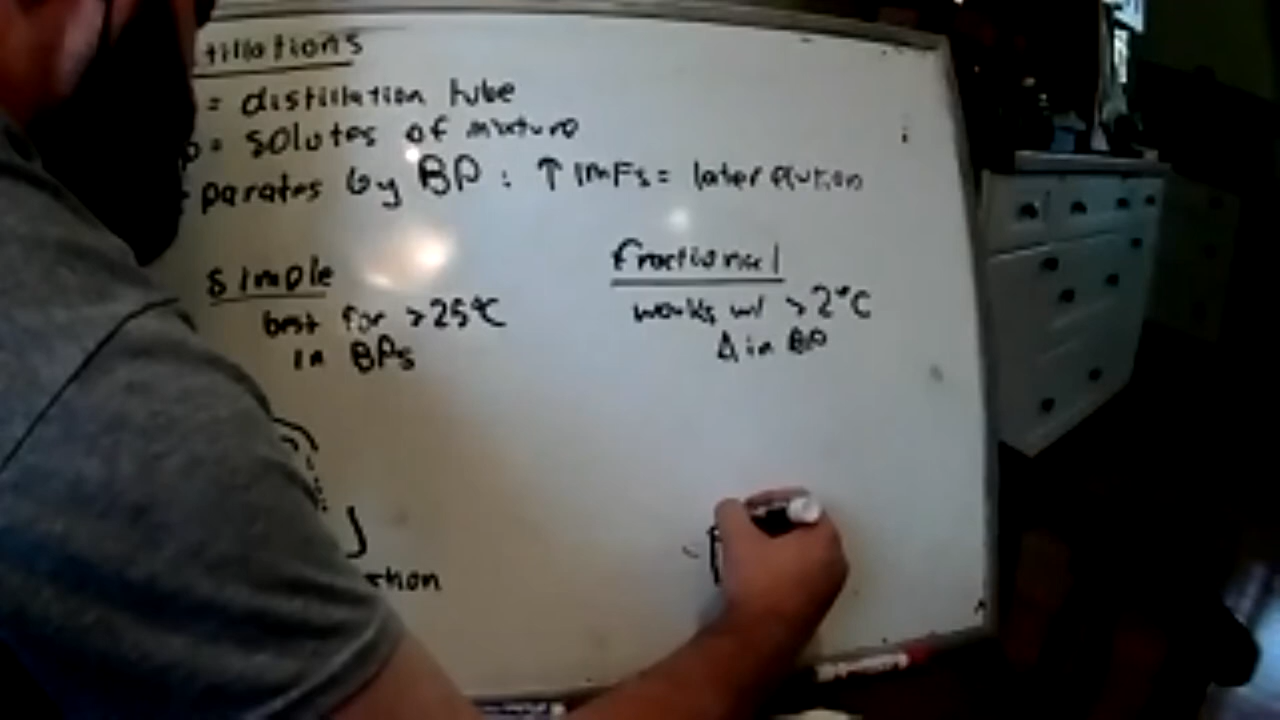 tillations
= distillation tube
p= solutes of mixture
parates by BP: ↑ IMFs = later elution
Simple
best for >25°C
in BPs
fractional
works w/ >2°C
Δ in BP